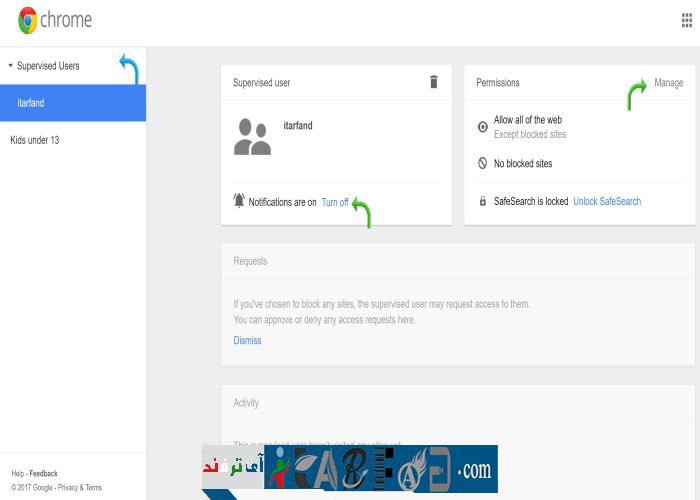 chrome
Supervised Users
itarfand
Kids under 13
Supervised user
itarfand
Notifications are on Turn off
Permissions
Manage
Allow all of the web
Except blocked sites
No blocked sites
SafeSearch is locked Unlock SafeSearch
Requests
If you've chosen to block any sites, the supervised user may request access to them.
You can approve or deny any access requests here.
Dismiss
Activity
This supervised user hasn't visited any sites yet
آی ترفند
ITARFAND.com
Help - Feedback
© 2017 Google - Privacy & Terms